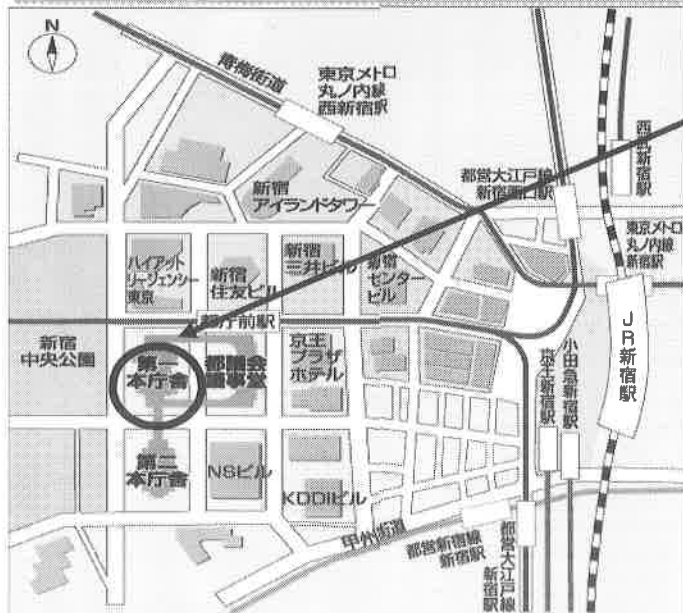 N
青梅街道
東京メトロ
丸ノ内線
西新宿駅
西武新宿駅
都営大江戸線
新宿西口駅
新宿
アイランドタワー
東京メトロ
丸ノ内線
新宿駅
ハイアット
リージェンシー
東京
新宿
住友ビル
新宿
三井ビル
新宿
センター
ビル
都庁前駅
新宿
中央公園
第一
本庁舎
都議会
議事堂
京王
プラザ
ホテル
JR新宿駅
小田急新宿駅
京王新宿駅
第二
本庁舎
NSビル
KDDIビル
甲州街道
都営新宿線
新宿駅
都営大江戸線
新宿駅